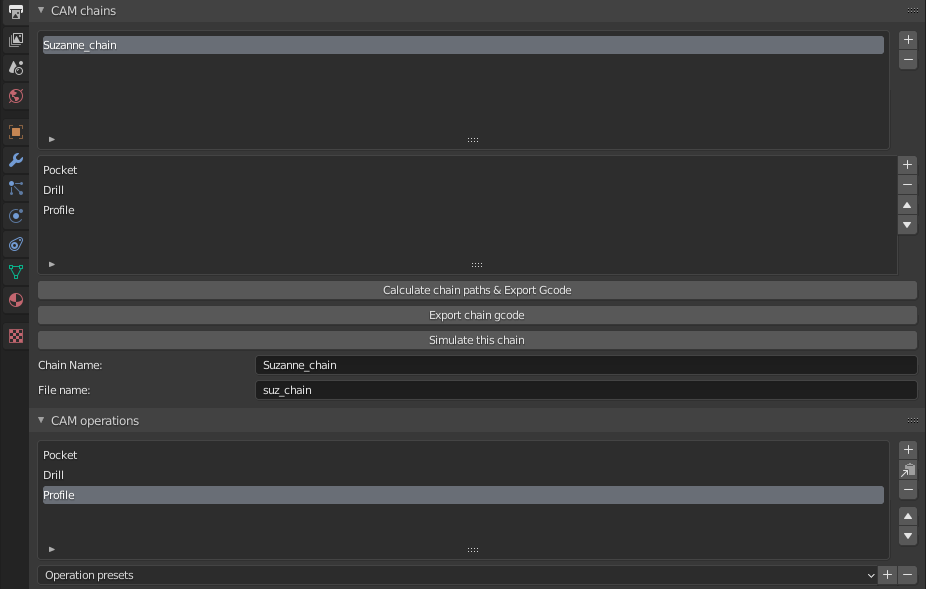 CAM chains
Suzanne_chain
Pocket
Drill
Profile
Calculate chain paths & Export Gcode
Export chain gcode
Simulate this chain
Chain Name: Suzanne_chain
File name: suz_chain
CAM operations
Pocket
Drill
Profile
Operation presets